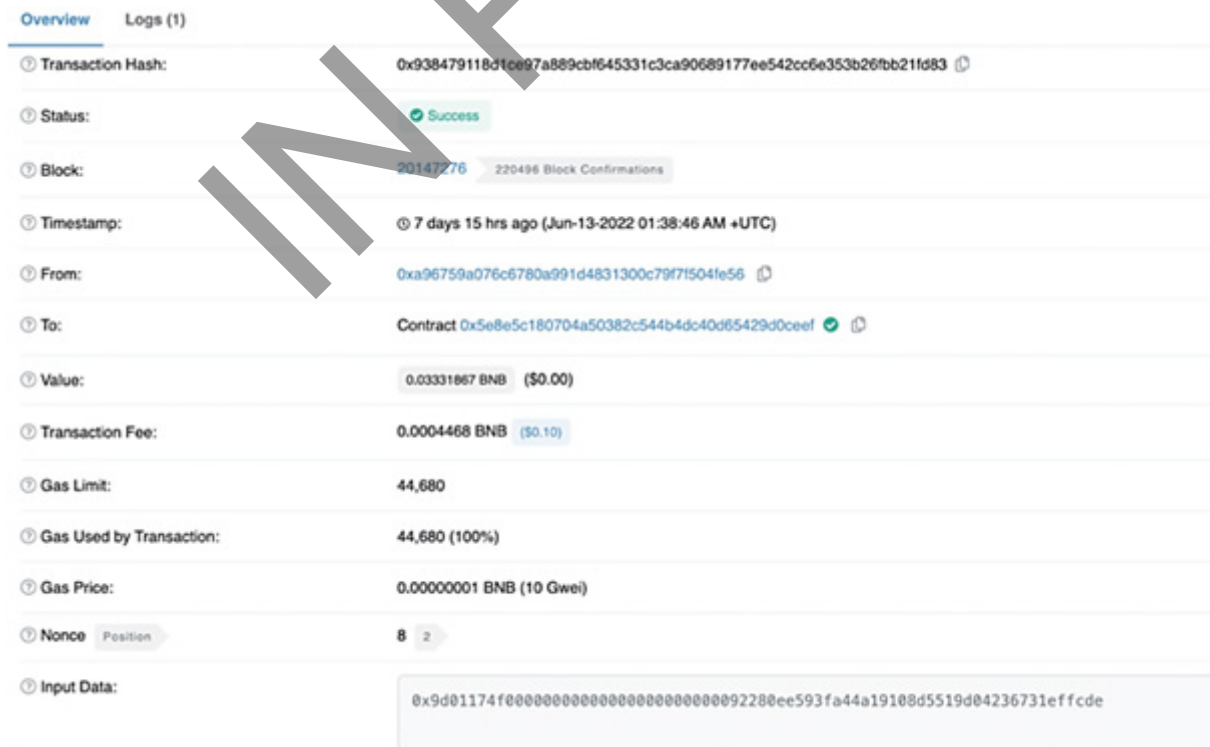 Overview Logs (1)
Transaction Hash: 0x938479118d1ce97a889cbf645331c3ca90689177ee542cc6e353b26fbb21fd83
Status: Success
Block: 20147276 220496 Block Confirmations
Timestamp: 7 days 15 hrs ago (Jun-13-2022 01:38:46 AM +UTC)
From: 0xa96759a076c6780a991d4831300c79f7f504fe56
To: Contract 0x5e8e5c180704a50382c544b4dc40d65429d0ceef
Value: 0.03331867 BNB ($0.00)
Transaction Fee: 0.0004468 BNB ($0.10)
Gas Limit: 44,680
Gas Used by Transaction: 44,680 (100%)
Gas Price: 0.00000001 BNB (10 Gwei)
Nonce Position 8 2
Input Data:
0x9d01174f00000000000000000000000092280ee593fa44a19108d5519d04236731effcde
IN